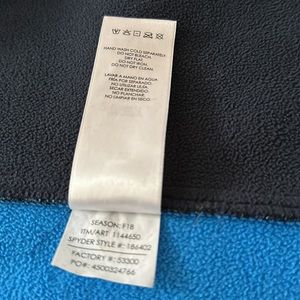 HAND WASH COLD SEPARATELY.
DO NOT BLEACH.
DRY FLAT.
DO NOT IRON.
DO NOT DRY CLEAN.
LAVAR A MANO EN AGUA
FRÍA POR SEPARADO.
NO USAR LEJÍA.
SECAR EXTENDIDO.
NO PLANCHAR.
NO LIMPIAR EN SECO.
SEASON: F18
ITM/ART 1144650
SPYDER STYLE #: 186402
FACTORY #: 53300
PO#: 4500324766